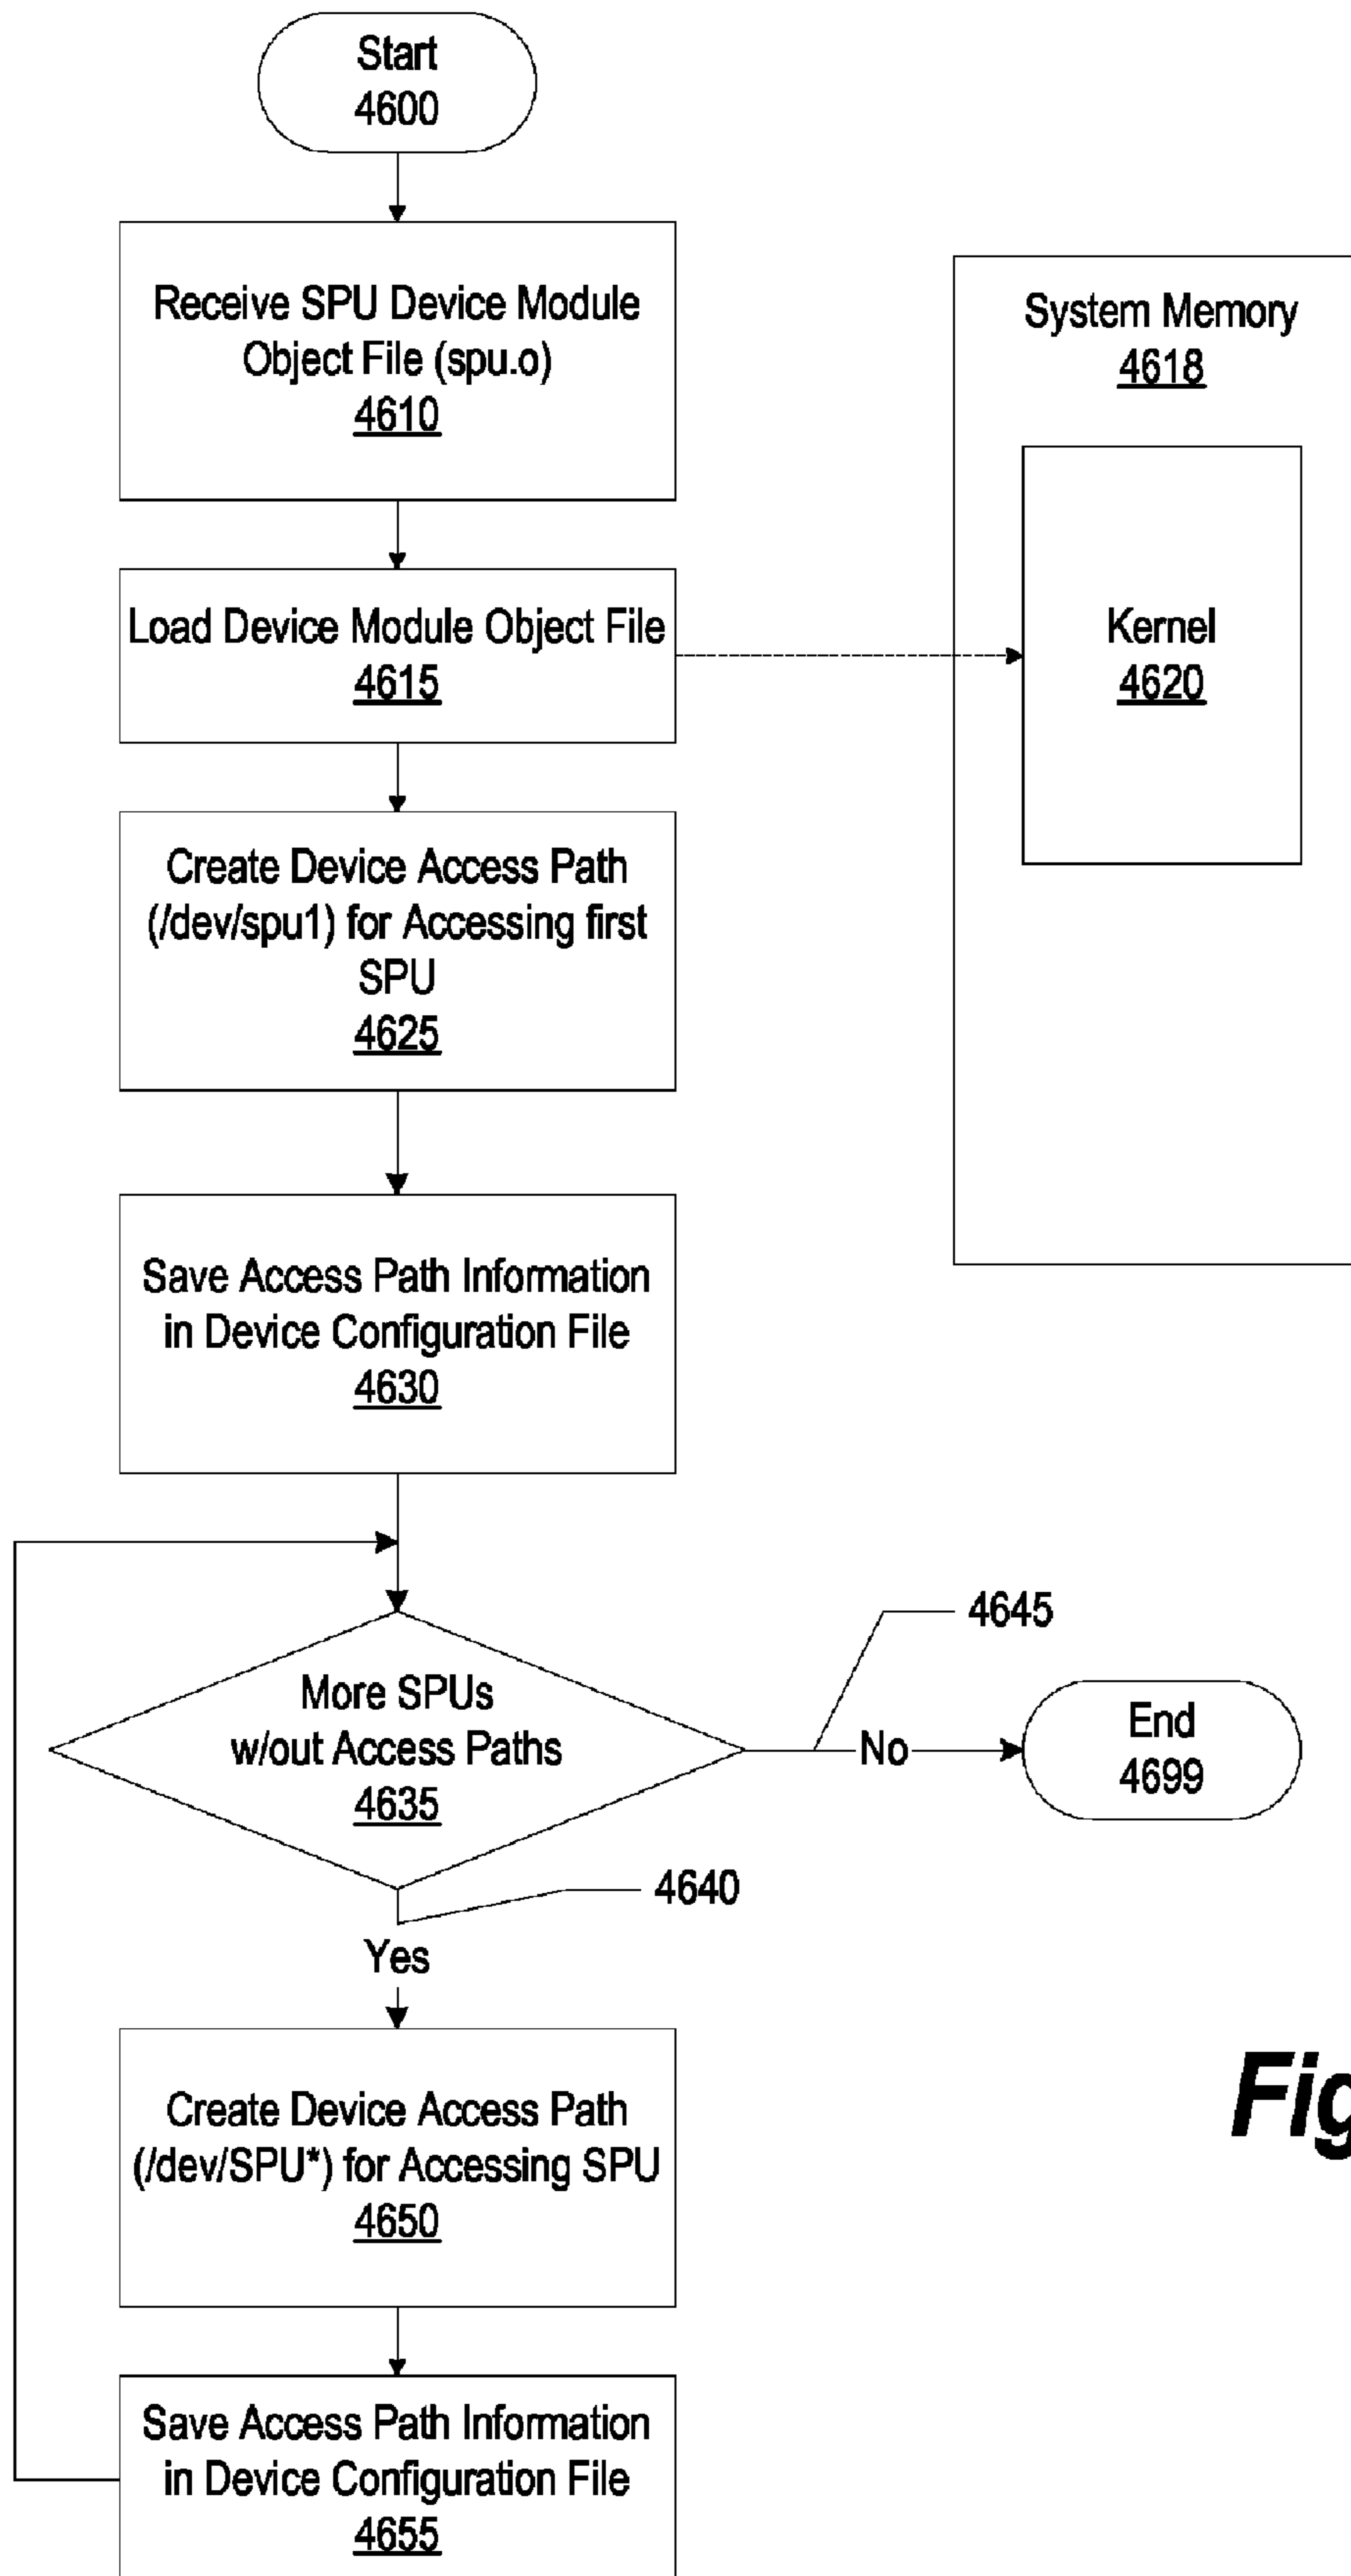 Start
4600
Receive SPU Device Module
Object File (spu.o)
4610
Load Device Module Object File
4615
System Memory
4618
Kernel
4620
Create Device Access Path
(/dev/spu1) for Accessing first
SPU
4625
Save Access Path Information
in Device Configuration File
4630
More SPUs
w/out Access Paths
4635
4645
No
End
4699
4640
Yes
Create Device Access Path
(/dev/SPU*) for Accessing SPU
4650
Save Access Path Information
in Device Configuration File
4655
Fig